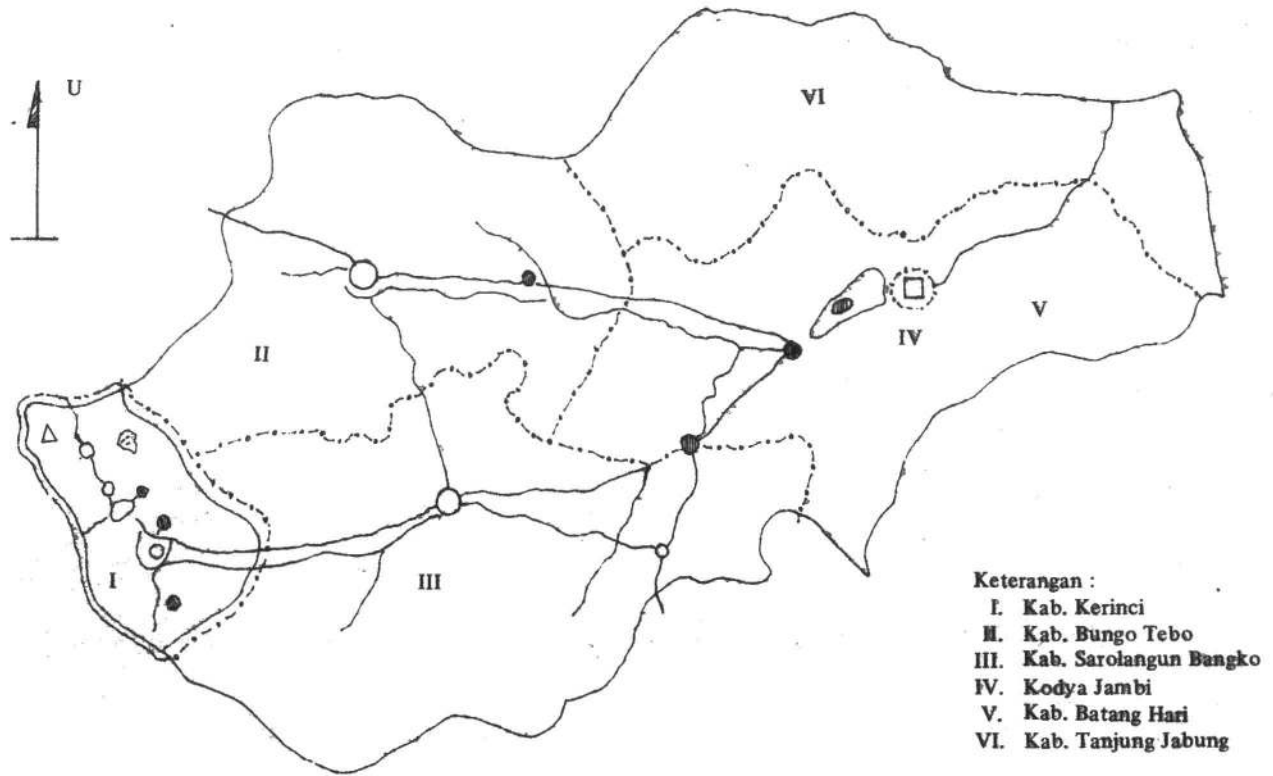 U
VI
II
IV
V
I
III
Keterangan :
I. Kab. Kerinci
II. Kab. Bungo Tebo
III. Kab. Sarolangun Bangko
IV. Kodya Jambi
V. Kab. Batang Hari
VI. Kab. Tanjung Jabung